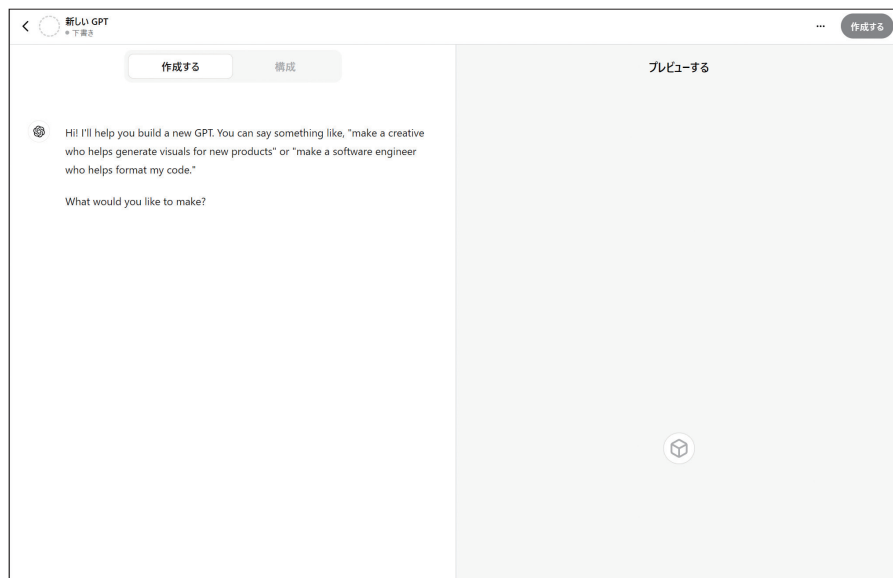 新しい GPT
下書き
作成する
作成する
構成
プレビューする
Hi! I'll help you build a new GPT. You can say something like, "make a creative
who helps generate visuals for new products" or "make a software engineer
who helps format my code."
What would you like to make?